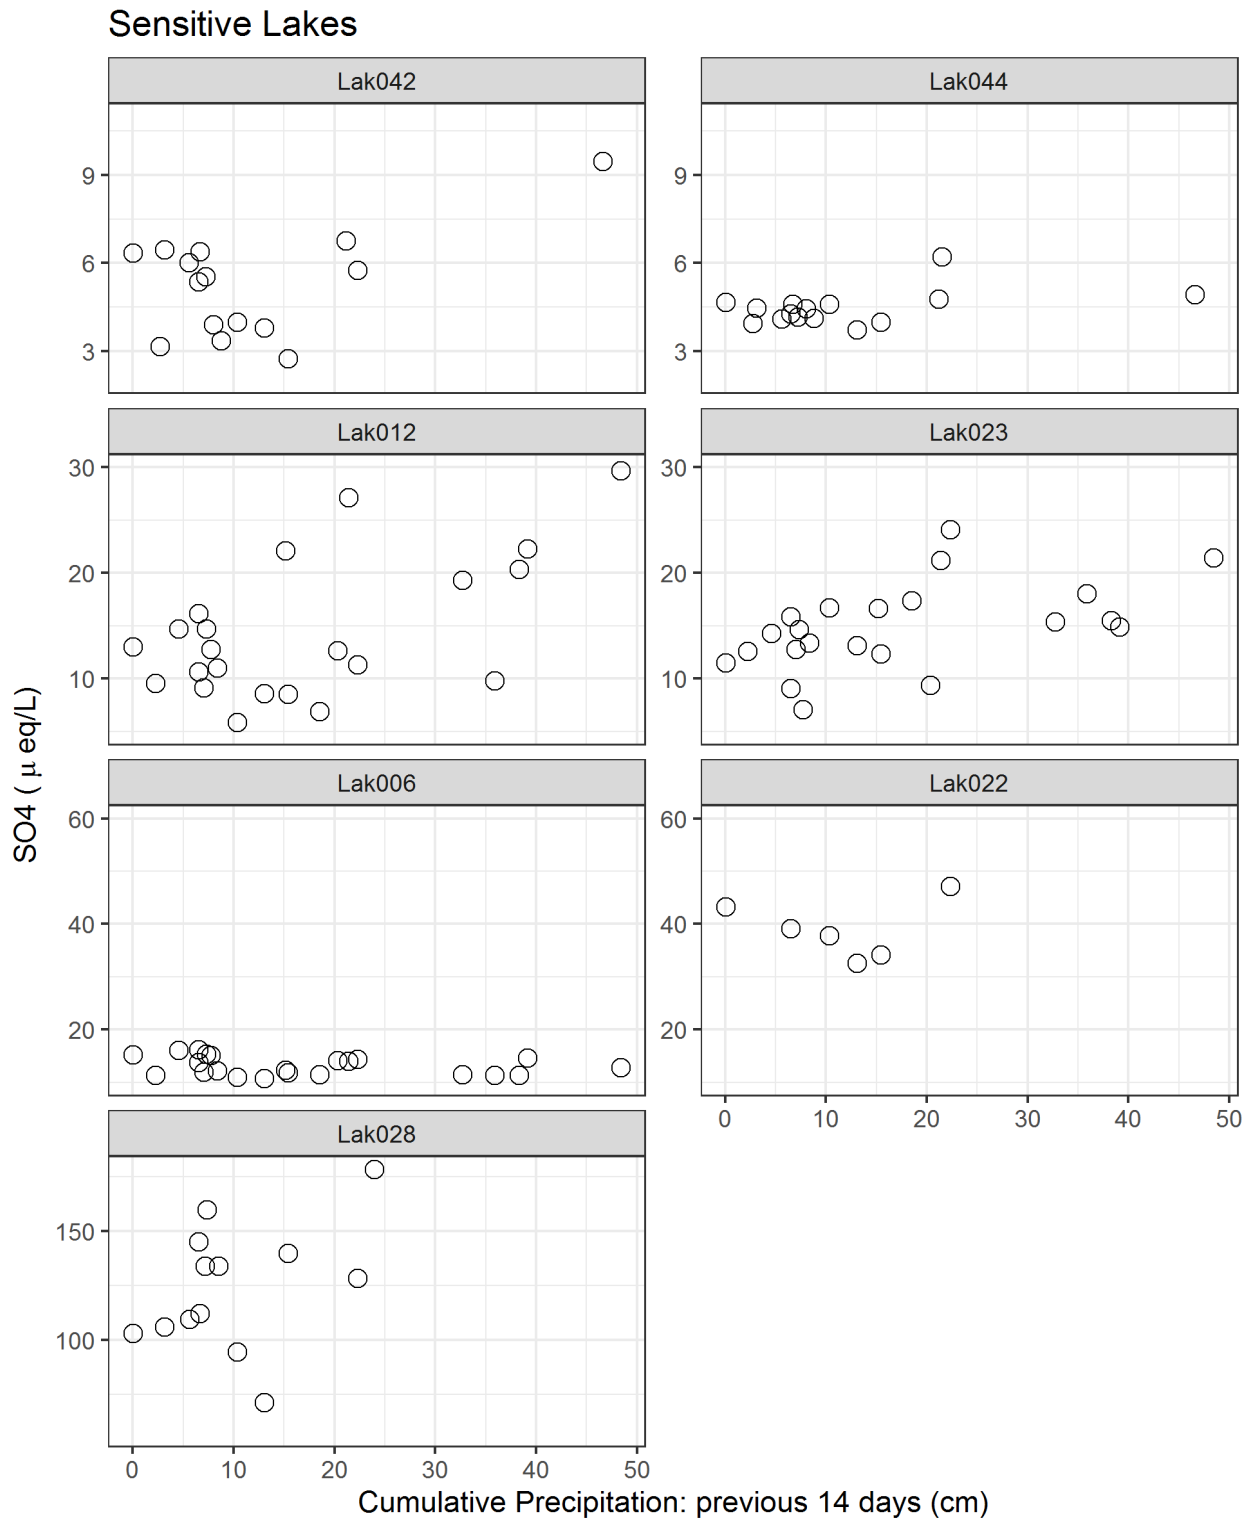 Sensitive Lakes
Lak042
Lak044
9
6
3
9
6
3
Lak012
Lak023
30
20
10
30
20
10
SO4 ( μ eq/L)
Lak006
Lak022
60
40
20
60
40
20
0 10 20 30 40 50
Lak028
150
100
0 10 20 30 40 50
Cumulative Precipitation: previous 14 days (cm)